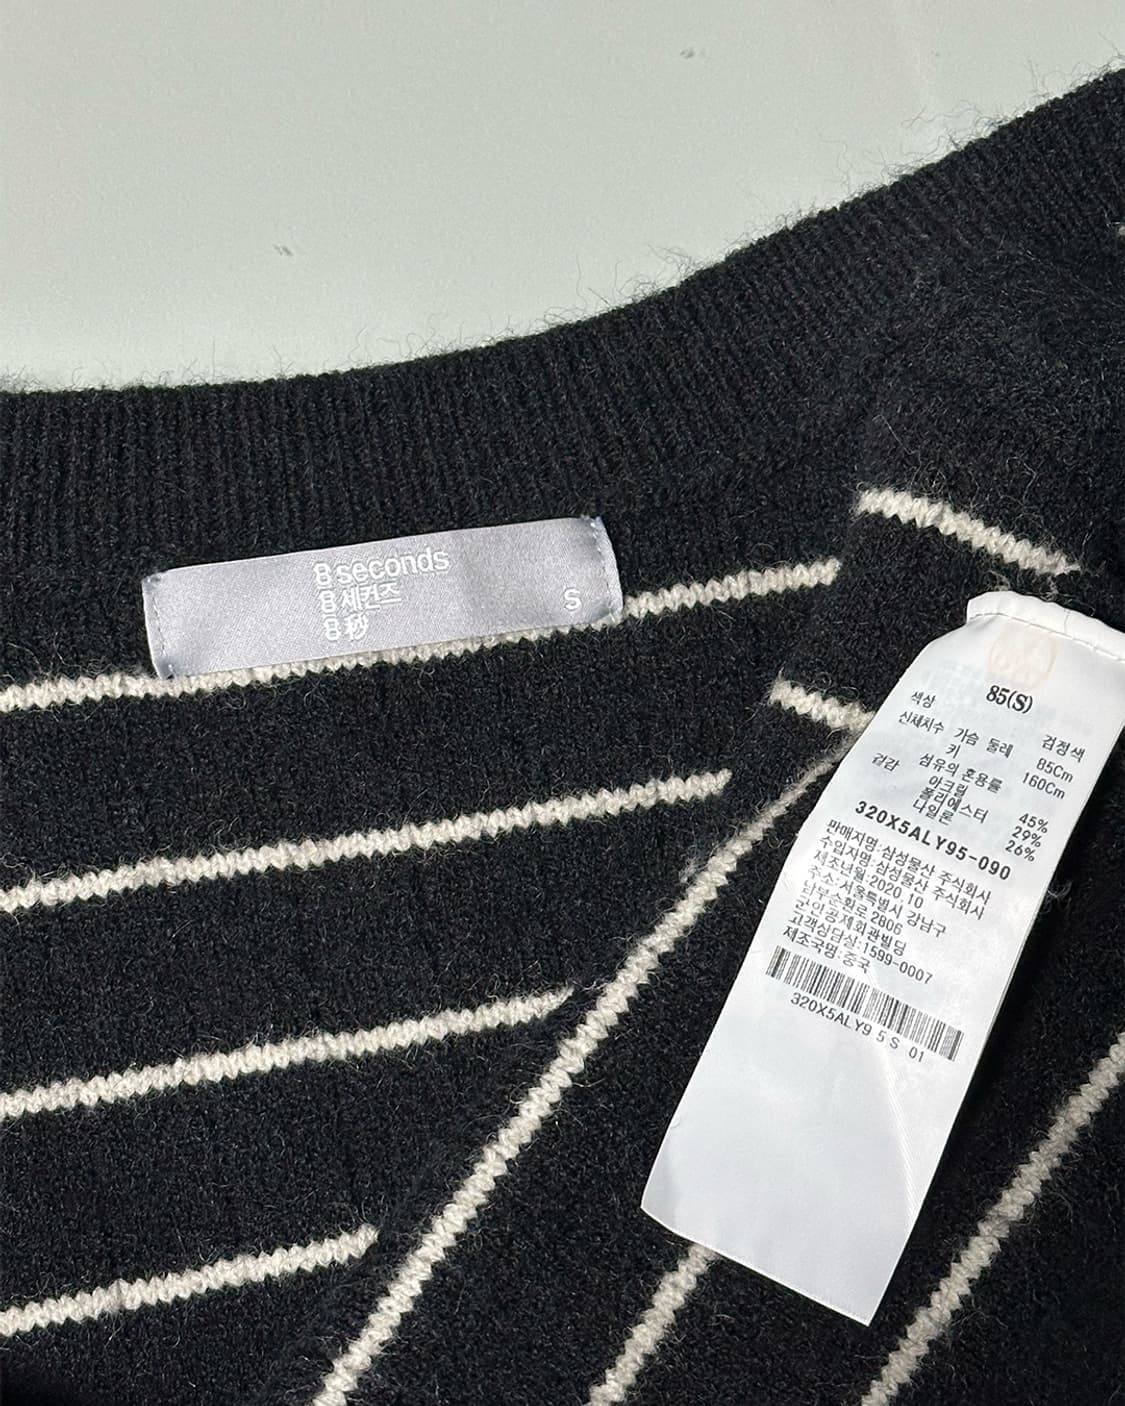 8 seconds
8 세컨즈
8 秒
S
85(S)
색상 검정색
신체치수 가슴 둘레 85Cm
키 160Cm
겉감 섬유의 혼용률
아크릴 45%
폴리에스터 29%
나일론 26%
320X5ALY95-090
판매자명:삼성물산 주식회사
수입자명:삼성물산 주식회사
제조년월:2020.10
주소:서울특별시 강남구
남부순환로 2806
군인공제회관빌딩
고객상담실:1599-0007
제조국명:중국
320X5ALY9 5 S 01